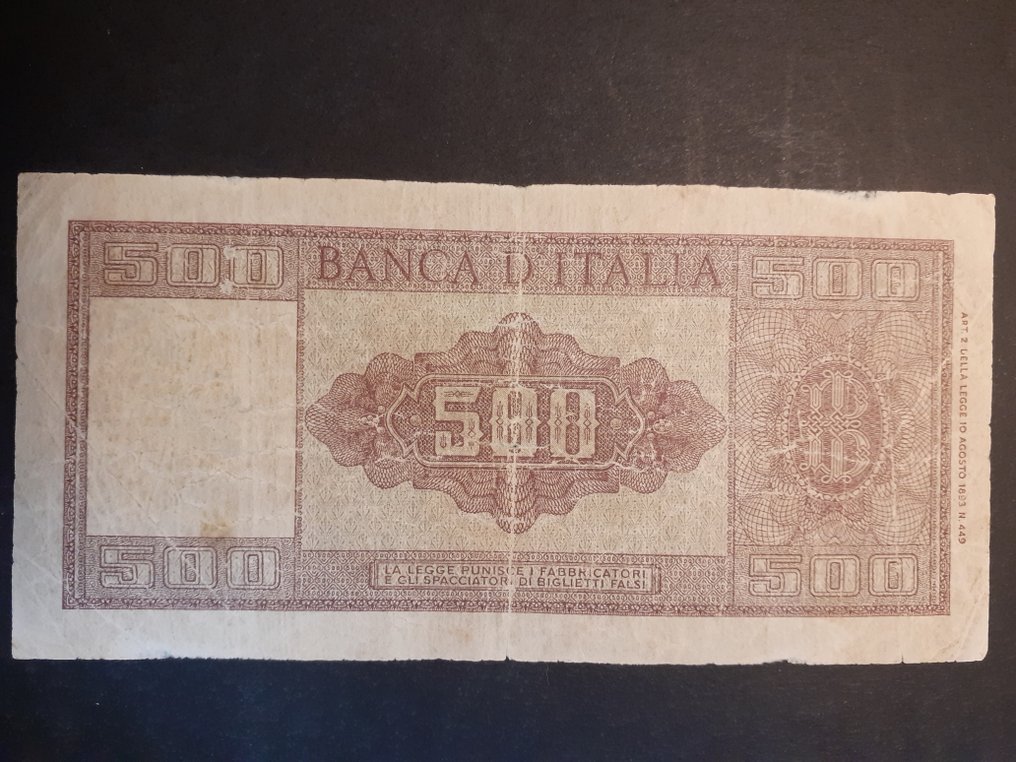 500
BANCA D'ITALIA
500
500
ART. 2 DELLA LEGGE 10 AGOSTO 1893 N. 449
500
LA LEGGE PUNISCE I FABBRICATORI
E GLI SPACCIATORI DI BIGLIETTI FALSI
500